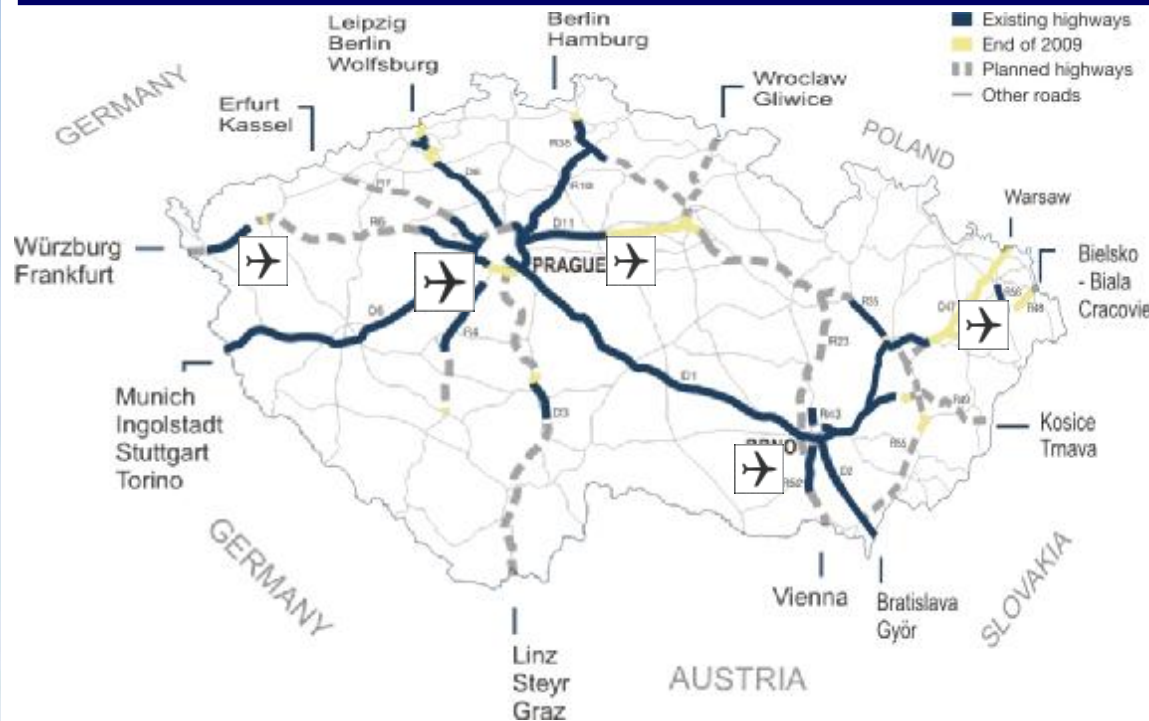 Leipzig
Berlin
Wolfsburg
Berlin
Hamburg
Existing highways
End of 2009
Planned highways
Other roads
GERMANY
Erfurt
Kassel
Wroclaw
Gliwice
POLAND
Warsaw
Würzburg
Frankfurt
Bielsko
- Biala
Cracovie
R7
R6
D8
R35
R10
D11
PRAGUE
D5
R4
D3
D1
R35
R23
D47
R56
R48
R43
BRNO
R52
D2
R55
R49
Munich
Ingolstadt
Stuttgart
Torino
Kosice
Trnava
GERMANY
Vienna
Bratislava
Györ
SLOVAKIA
Linz
Steyr
Graz
AUSTRIA